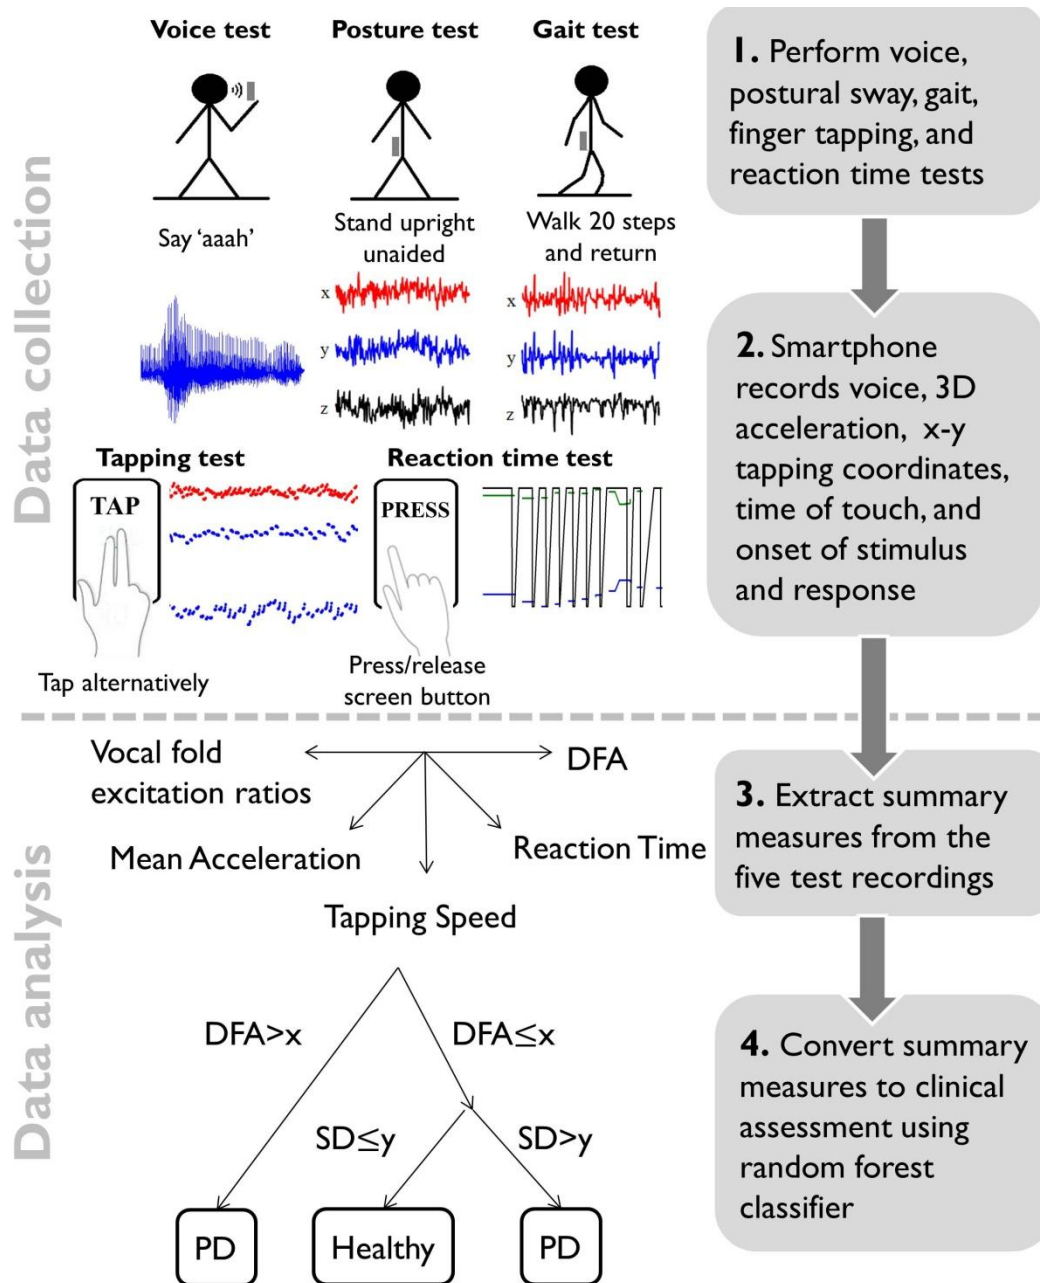 Data collection
Voice test
Say ‘aaah’
Posture test
Stand upright
unaided
x
y
z
Gait test
Walk 20 steps
and return
x
y
z
Tapping test
TAP
Tap alternatively
Reaction time test
PRESS
Press/release
screen button
1. Perform voice,
postural sway, gait,
finger tapping, and
reaction time tests
2. Smartphone
records voice, 3D
acceleration, x-y
tapping coordinates,
time of touch, and
onset of stimulus
and response
Data analysis
Vocal fold
excitation ratios
DFA
Mean Acceleration
Reaction Time
Tapping Speed
DFA>x
DFA≤x
SD≤y
SD>y
PD
Healthy
PD
3. Extract summary
measures from the
five test recordings
4. Convert summary
measures to clinical
assessment using
random forest
classifier